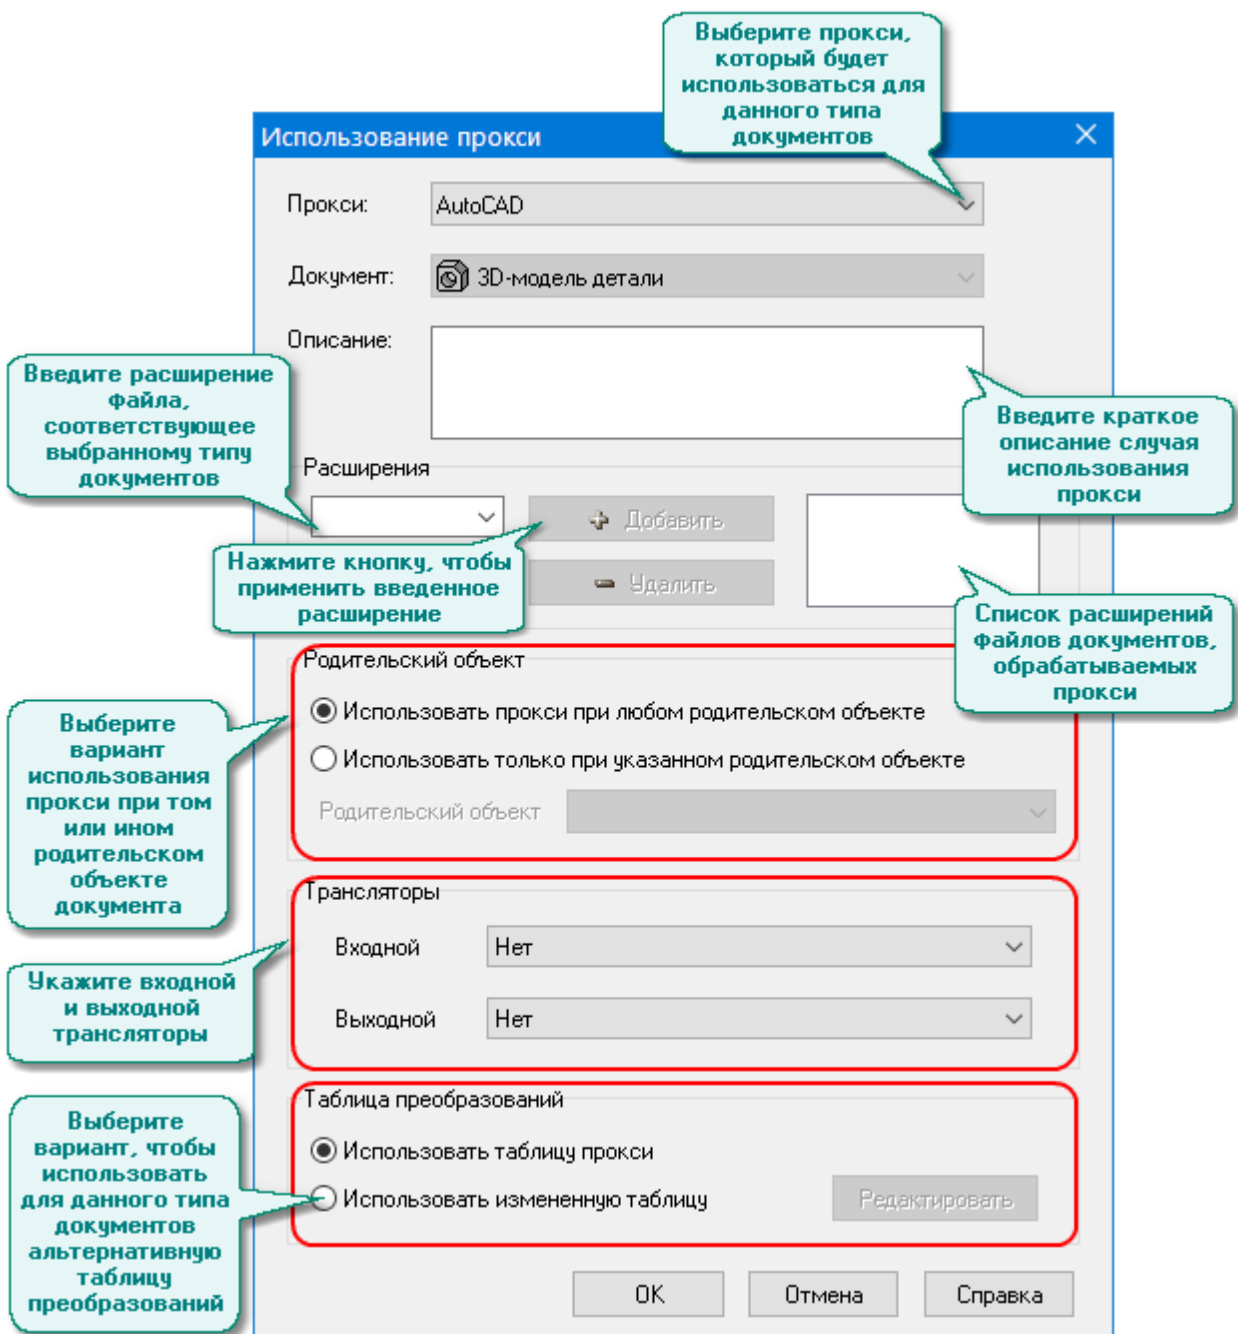 Выберите прокси,
который будет
использоваться для
данного типа
документов
Использование прокси
Прокси:
AutoCAD
Документ:
3D-модель детали
Описание:
Введите расширение
файла,
соответствующее
выбранному типу
документов
Введите краткое
описание случая
использования
прокси
Расширения
Добавить
Нажмите кнопку, чтобы
применить введенное
расширение
Удалить
Список расширений
файлов документов,
обрабатываемых
прокси
Родительский объект
Использовать прокси при любом родительском объекте
Использовать только при указанном родительском объекте
Родительский объект
Выберите
вариант
использования
прокси при том
или ином
родительском
объекте
документа
Трансляторы
Входной
Нет
Выходной
Нет
Укажите входной
и выходной
трансляторы
Таблица преобразований
Использовать таблицу прокси
Использовать измененную таблицу
Редактировать
Выберите
вариант, чтобы
использовать
для данного типа
документов
альтернативную
таблицу
преобразований
OK
Отмена
Справка